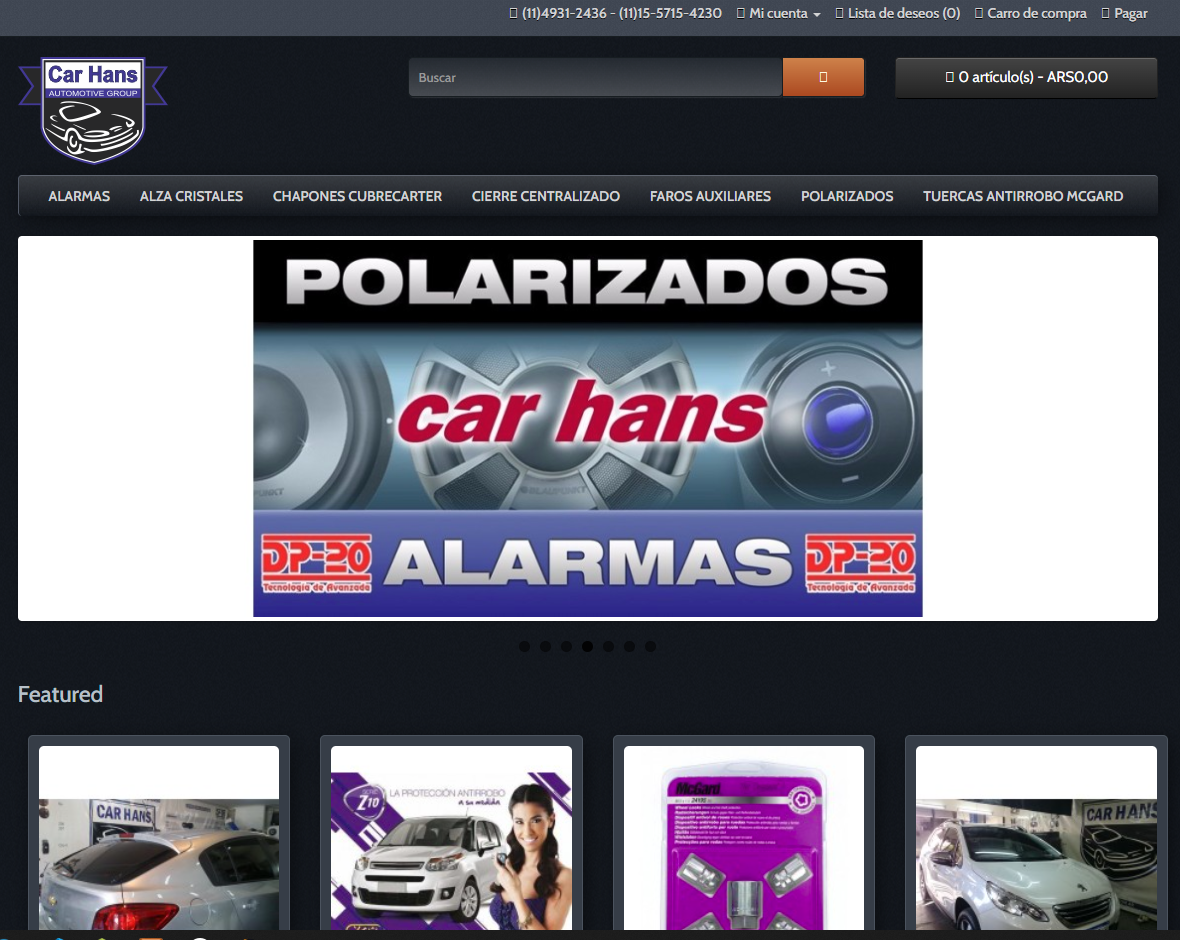 (11)4931-2436 - (11)15-5715-4230 Mi cuenta Lista de deseos (0) Carro de compra Pagar
Car Hans
AUTOMOTIVE GROUP
Buscar
0 artículo(s) - ARS0,00
ALARMAS ALZA CRISTALES CHAPONES CUBRECARTER CIERRE CENTRALIZADO FAROS AUXILIARES POLARIZADOS TUERCAS ANTIRROBO MCGARD
POLARIZADOS
car hans
BLAUPUNKT
DP-20 ALARMAS DP-20
Tecnología de Avanzada Tecnología de Avanzada
Featured
CAR HANS
Z10
LA PROTECCIÓN ANTIRROBO
a su medida
McGard
CAR HANS